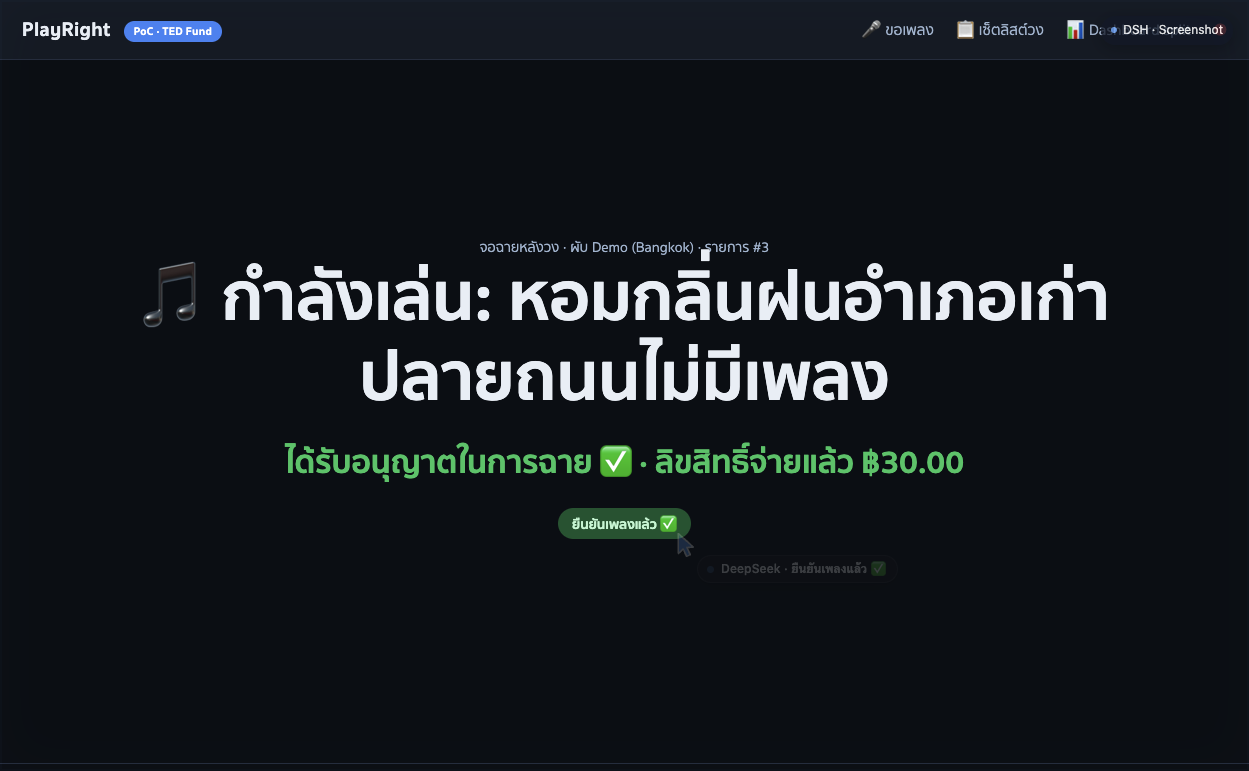 PlayRight
PoC · TED Fund
ขอเพลง
เซ็ตลิสต์วง
DSH · Screenshot
จอฉายหลังวง · ผับ Demo (Bangkok) · รายการ #3
กำลังเล่น: หอมกลิ่นฝนอำเภอเก่า
ปลายถนนไม่มีเพลง
ได้รับอนุญาตในการฉาย ✅ · ลิขสิทธิ์จ่ายแล้ว ฿30.00
ยืนยันเพลงแล้ว ✅
DeepSeek · ยืนยันเพลงแล้ว ✅